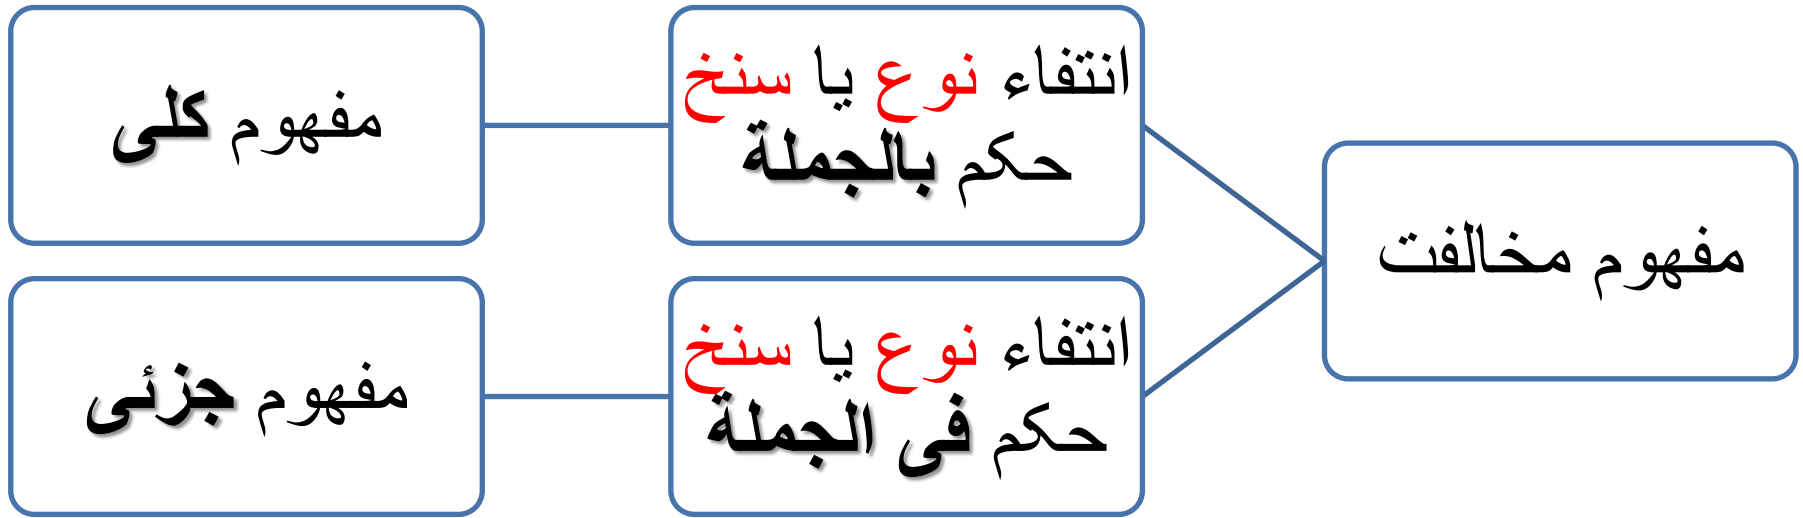 مفهوم مخالفت
انتفاء نوع یا سنخ
حکم بالجملة
مفهوم کلی
انتفاء نوع یا سنخ
حکم فی الجملة
مفهوم جزئی